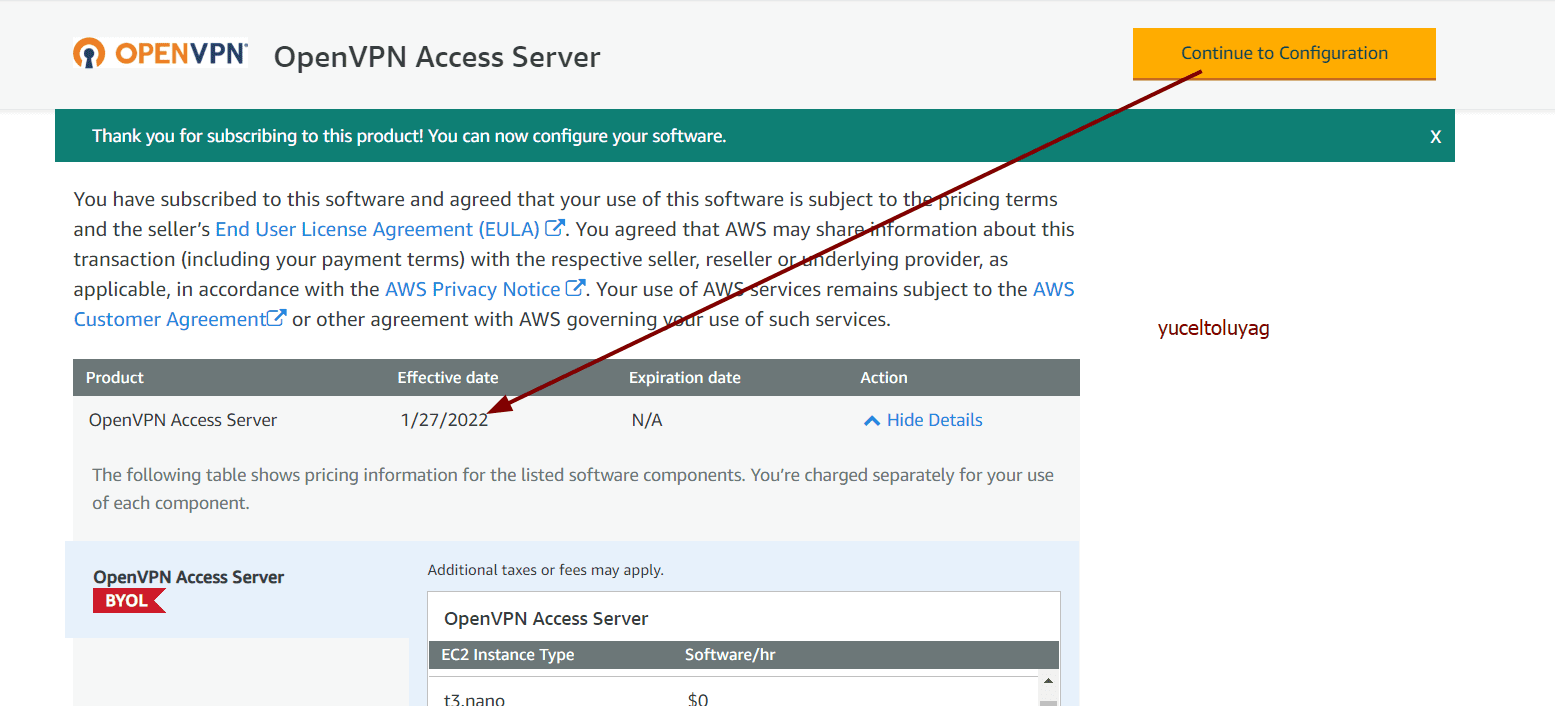 OPENVPN OpenVPN Access Server Continue to Configuration
Thank you for subscribing to this product! You can now configure your software. X
You have subscribed to this software and agreed that your use of this software is subject to the pricing terms
and the seller's End User License Agreement (EULA). You agreed that AWS may share information about this
transaction (including your payment terms) with the respective seller, reseller or underlying provider, as
applicable, in accordance with the AWS Privacy Notice. Your use of AWS services remains subject to the AWS
Customer Agreement or other agreement with AWS governing your use of such services.
yuceltoluyag
Product Effective date Expiration date Action
OpenVPN Access Server 1/27/2022 N/A Hide Details
The following table shows pricing information for the listed software components. You're charged separately for your use
of each component.
OpenVPN Access Server
BYOL
Additional taxes or fees may apply.
OpenVPN Access Server
EC2 Instance Type Software/hr
t3.nano $0